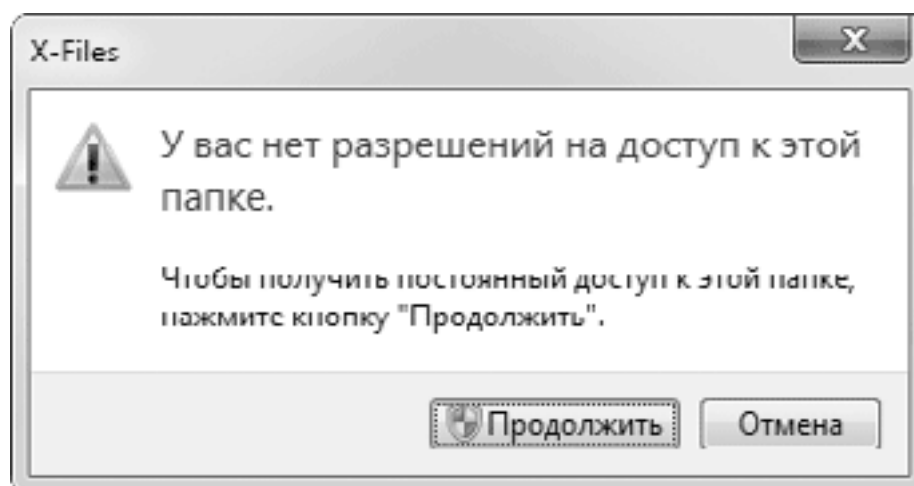 X-Files
У вас нет разрешений на доступ к этой
папке.
Чтобы получить постоянный доступ к этой папке,
нажмите кнопку "Продолжить".
Продолжить
Отмена